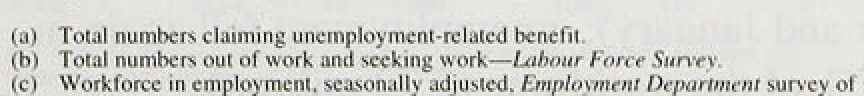 (a) Total numbers claiming unemployment-related benefit.
(b) Total numbers out of work and seeking work—Labour Force Survey.
(c) Workforce in employment, seasonally adjusted, Employment Department survey of